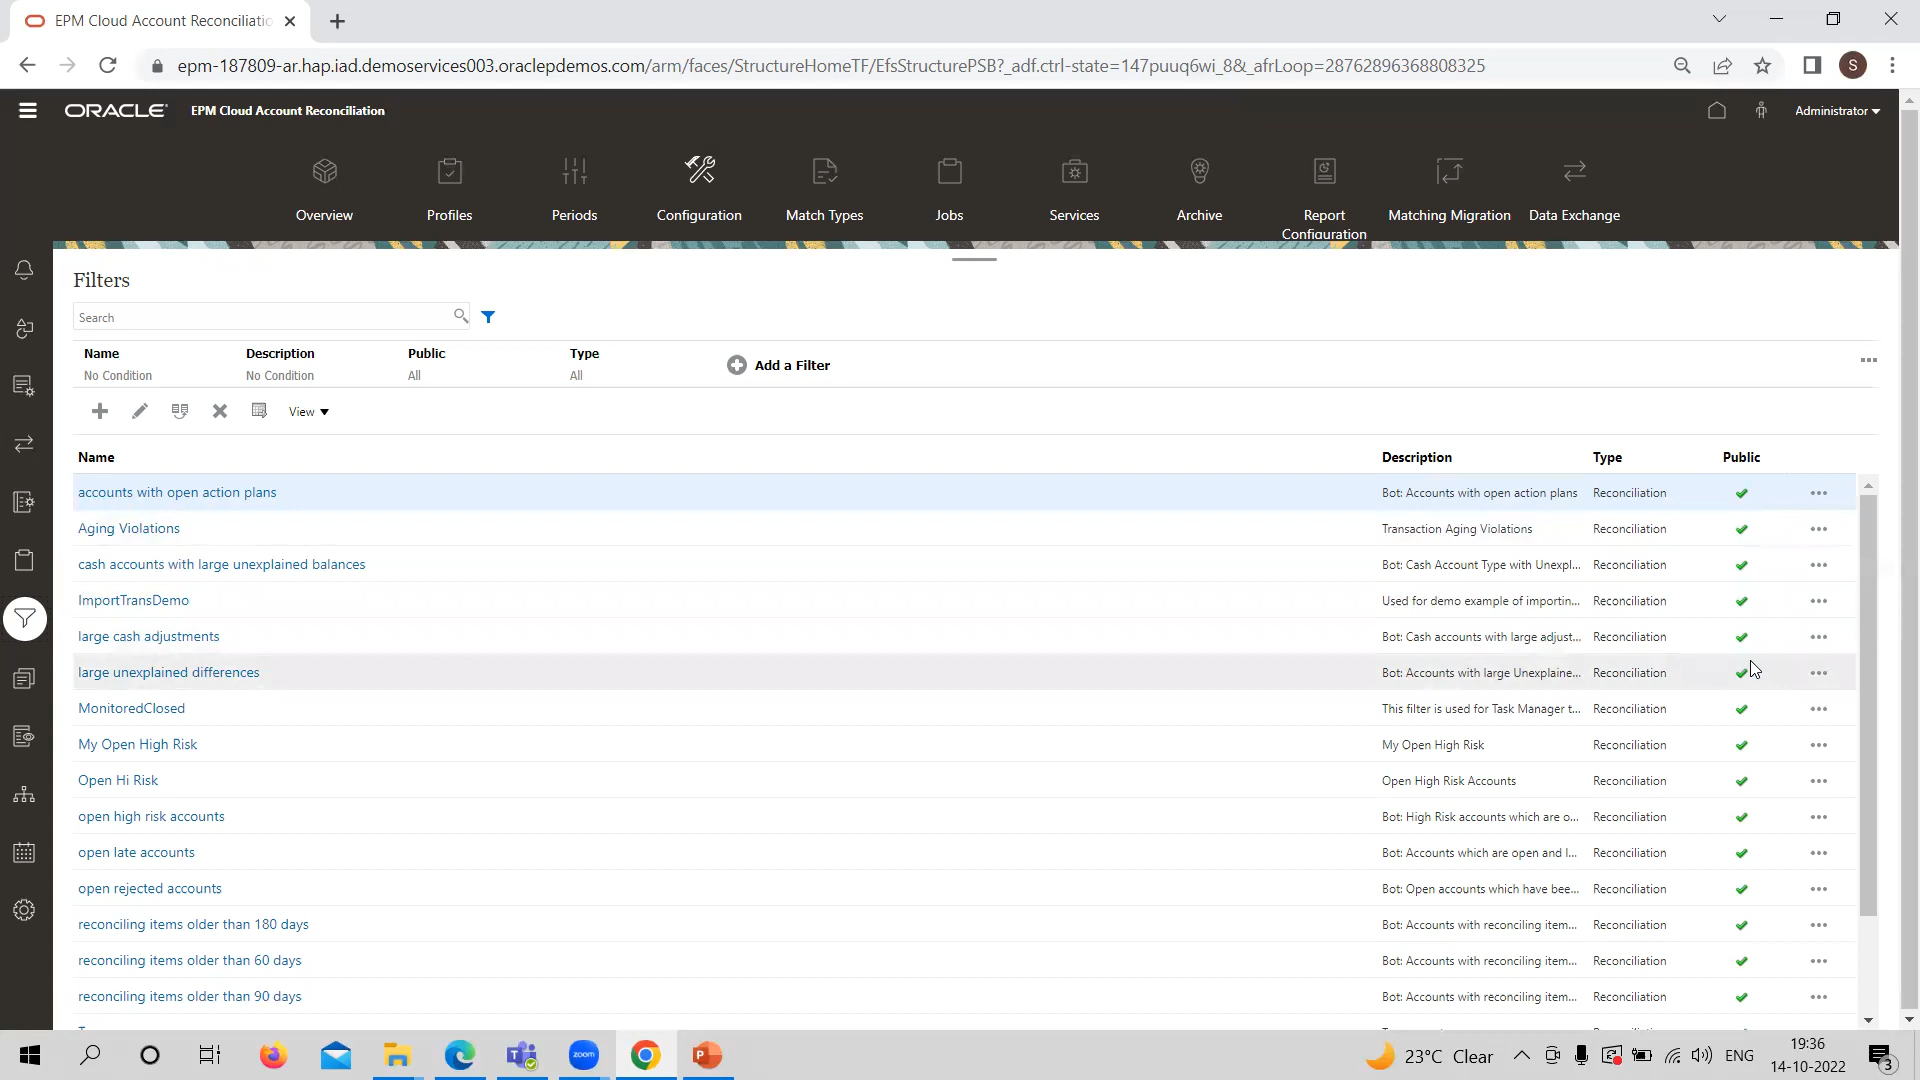 EPM Cloud Account Reconciliatio
epm-187809-ar.hap.iad.demoservices003.oraclepdemos.com/arm/faces/StructureHomeTF/EfsStructurePSB?_adf.ctrl-state=147puuq6wi_8&_afrLoop=28762896368808325
S
ORACLE EPM Cloud Account Reconciliation Administrator
Overview Profiles Periods Configuration Match Types Jobs Services Archive Report Configuration Matching Migration Data Exchange
Filters
Search
Name Description Public Type
No Condition No Condition All All
Add a Filter
View
Name Description Type Public
accounts with open action plans Bot: Accounts with open action plans Reconciliation
Aging Violations Transaction Aging Violations Reconciliation
cash accounts with large unexplained balances Bot: Cash Account Type with Unexpl... Reconciliation
ImportTransDemo Used for demo example of importin... Reconciliation
large cash adjustments Bot: Cash accounts with large adjust... Reconciliation
large unexplained differences Bot: Accounts with large Unexplaine... Reconciliation
MonitoredClosed This filter is used for Task Manager t... Reconciliation
My Open High Risk My Open High Risk Reconciliation
Open Hi Risk Open High Risk Accounts Reconciliation
open high risk accounts Bot: High Risk accounts which are o... Reconciliation
open late accounts Bot: Accounts which are open and l... Reconciliation
open rejected accounts Bot: Open accounts which have bee... Reconciliation
reconciling items older than 180 days Bot: Accounts with reconciling item... Reconciliation
reconciling items older than 60 days Bot: Accounts with reconciling item... Reconciliation
reconciling items older than 90 days Bot: Accounts with reconciling item... Reconciliation
zoom
23°C Clear
ENG
19:36
14-10-2022
3